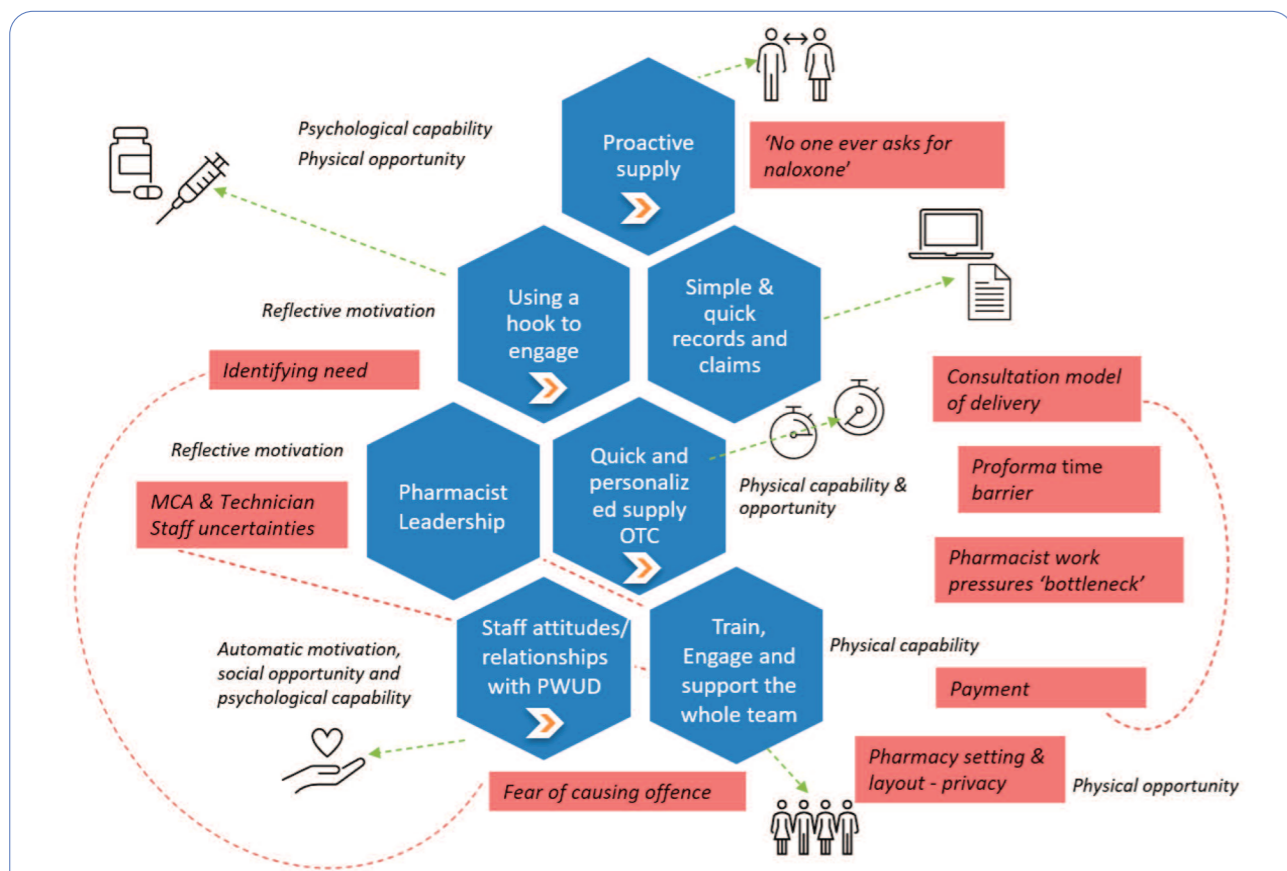 Psychological capability
Physical opportunity
Proactive
supply
‘No one ever asks for
naloxone’
Reflective motivation
Using a
hook to
engage
Simple &
quick
records and
claims
Identifying need
Consultation model
of delivery
Reflective motivation
Pharmacist
Leadership
Quick and
personaliz
ed supply
OTC
Physical capability &
opportunity
Proforma time
barrier
MCA & Technician
Staff uncertainties
Pharmacist work
pressures ‘bottleneck’
Automatic motivation,
social opportunity and
psychological capability
Staff attitudes/
relationships
with PWUD
Train,
Engage and
support the
whole team
Physical capability
Payment
Fear of causing offence
Pharmacy setting &
layout - privacy
Physical opportunity